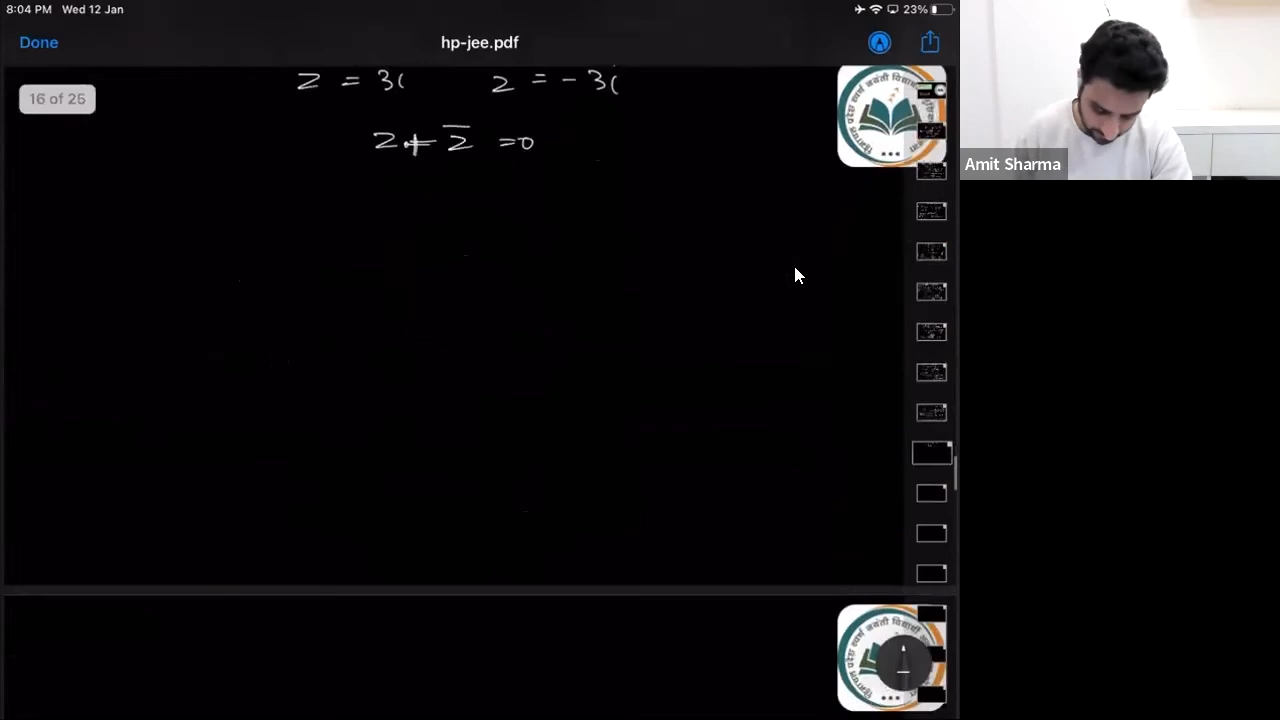 8:04 PM Wed 12 Jan 23%
Done hp-jee.pdf
16 of 25
z = 3i z̄ = -3i
z + z̄ = 0
Amit Sharma